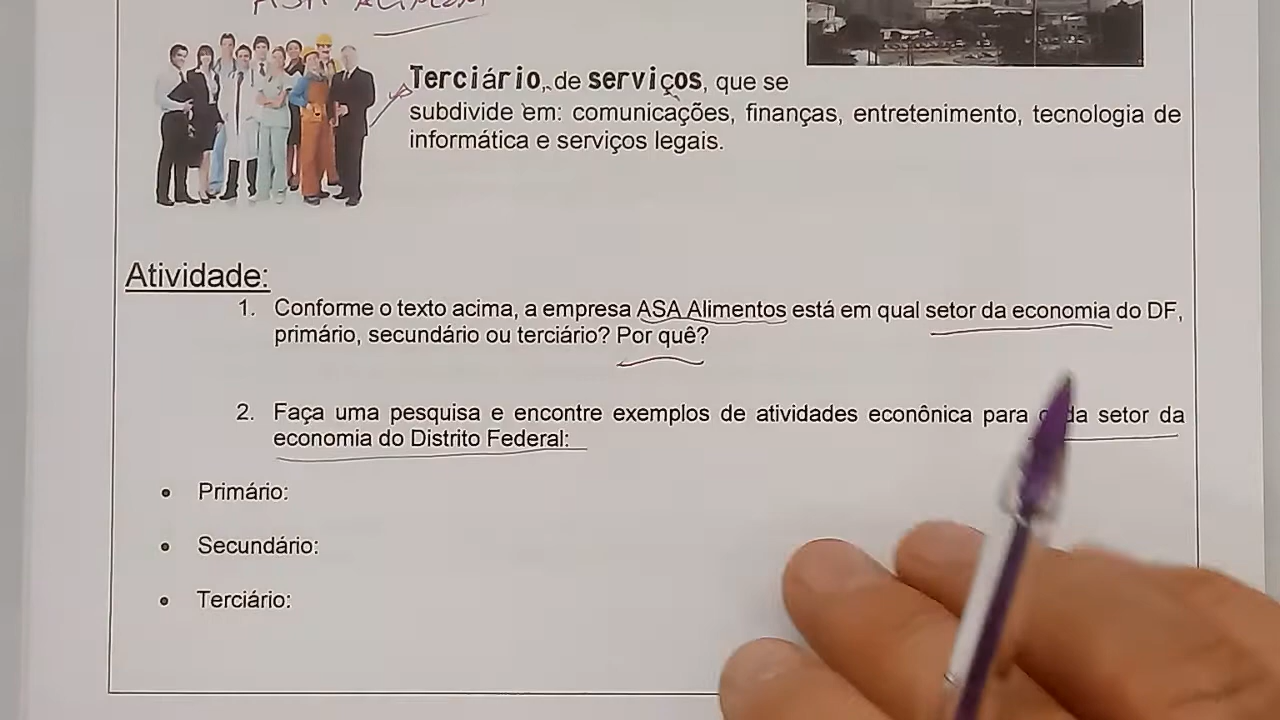 ASA
Terciário, de serviços, que se
subdivide em: comunicações, finanças, entretenimento, tecnologia de
informática e serviços legais.
Atividade:
1. Conforme o texto acima, a empresa ASA Alimentos está em qual setor da economia do DF,
primário, secundário ou terciário? Por quê?
2. Faça uma pesquisa e encontre exemplos de atividades econônica para cada setor da
economia do Distrito Federal:
• Primário:
• Secundário:
• Terciário: